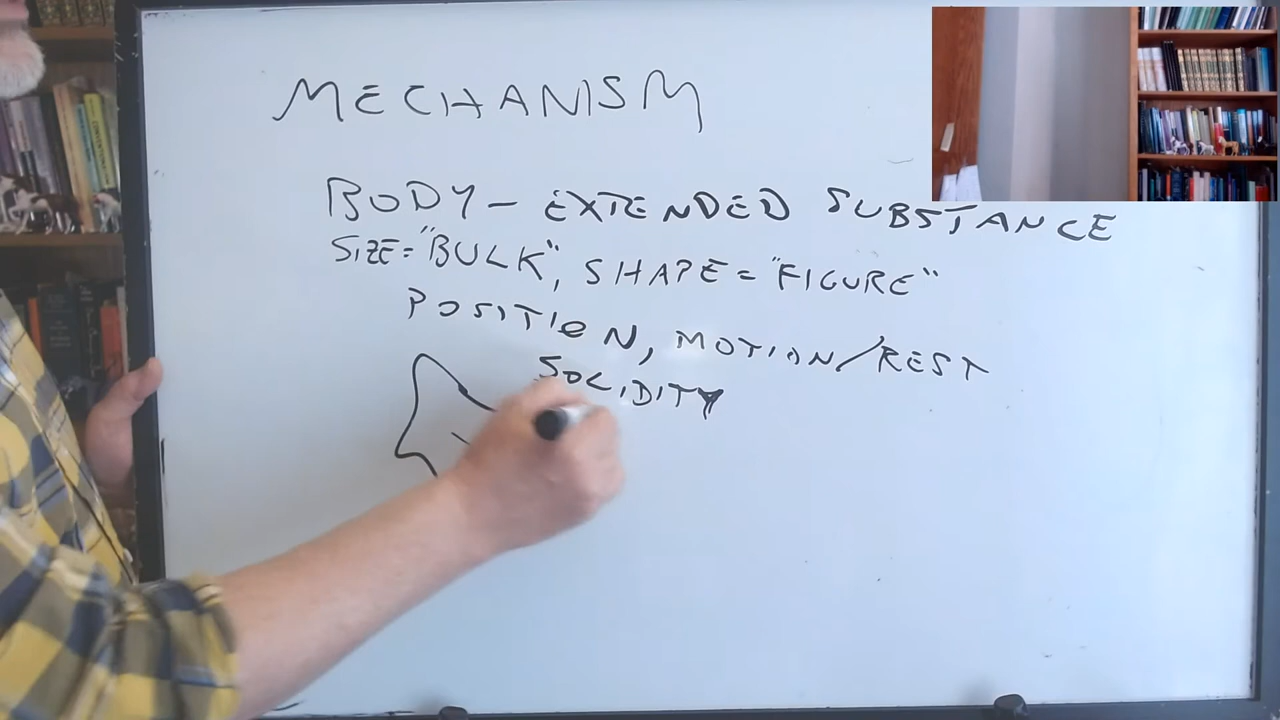 MECHANISM
BODY - EXTENDED SUBSTANCE
SIZE = "BULK", SHAPE = "FIGURE"
POSITION, MOTION/REST
SOLIDITY